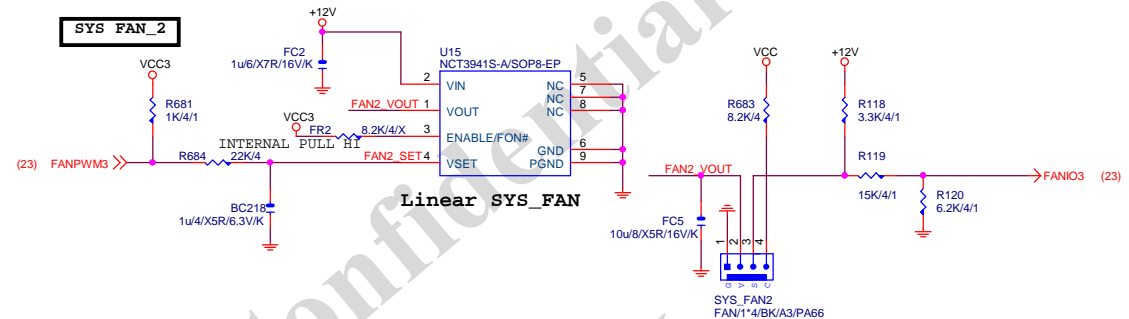 SYS FAN_2
+12V
FC2
1u/6/X7R/16V/K
VCC3
R681
1K/4/1
U15
NCT3941S-A/SOP8-EP
2 VIN
FAN2_VOUT 1 VOUT
VCC3
FR2 8.2K/4/X 3 ENABLE/FON#
INTERNAL PULL HI
FAN2_SET 4 VSET
NC 5
NC 7
NC 8
GND 6
PGND 9
(23) FANPWM3
R684 22K/4
BC218
1u/4/X5R/6.3V/K
Linear SYS_FAN
VCC
+12V
R683
8.2K/4
R118
3.3K/4/1
FAN2_VOUT
R119
15K/4/1
FANIO3 (23)
R120
6.2K/4/1
FC5
10u/8/X5R/16V/K
1 2 3 4
G V S C
SYS_FAN2
FAN/1*4/BK/A3/PA66
Confidential